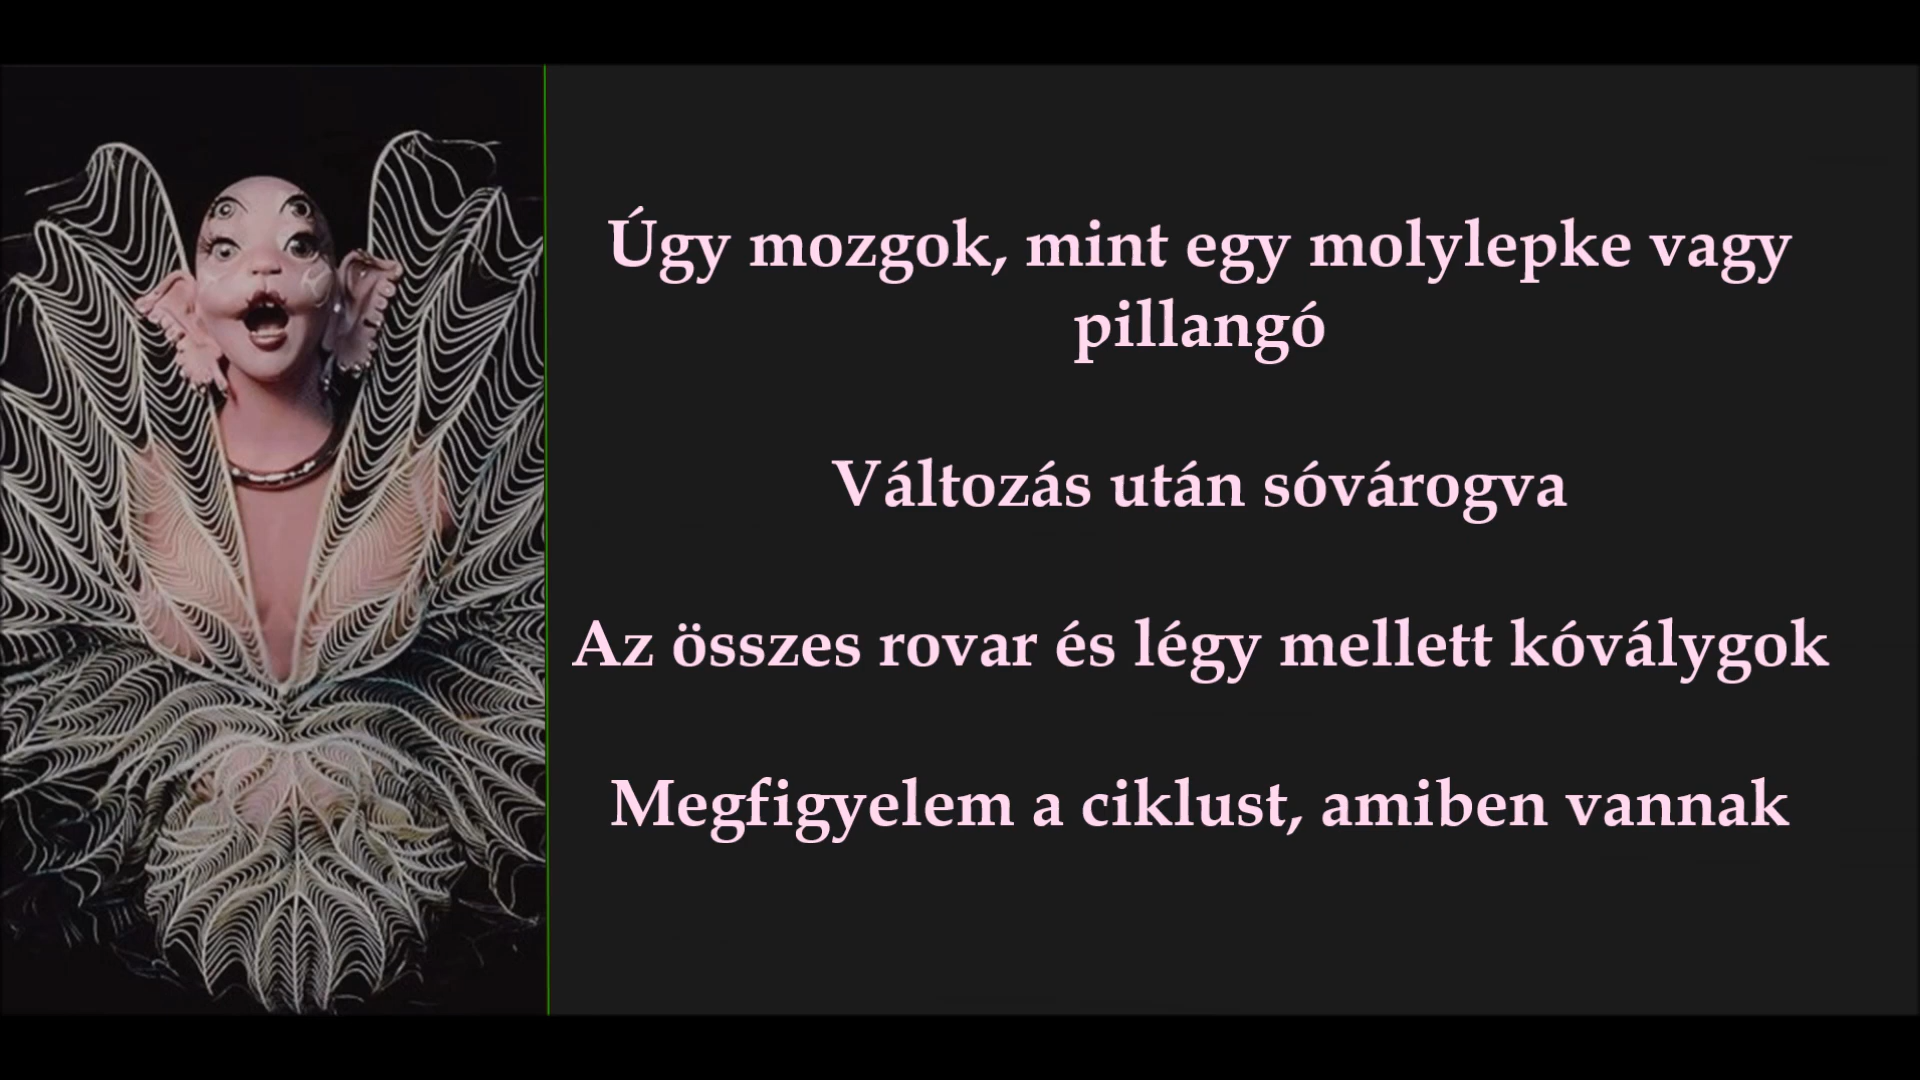 Úgy mozgok, mint egy molylepke vagy
pillangó
Változás után sóvárogva
Az összes rovar és légy mellett kóválygok
Megfigyelem a ciklust, amiben vannak